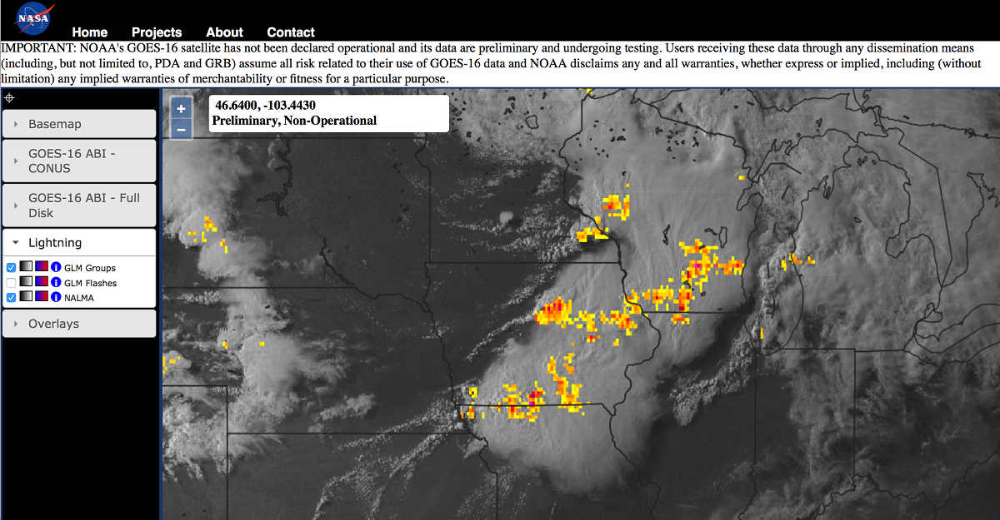 NASA
Home Projects About Contact
IMPORTANT: NOAA's GOES-16 satellite has not been declared operational and its data are preliminary and undergoing testing. Users receiving these data through any dissemination means
(including, but not limited to, PDA and GRB) assume all risk related to their use of GOES-16 data and NOAA disclaims any and all warranties, whether express or implied, including (without
limitation) any implied warranties of merchantability or fitness for a particular purpose.
+
46.6400, -103.4430
−
Preliminary, Non-Operational
Basemap
GOES-16 ABI -
CONUS
GOES-16 ABI - Full
Disk
Lightning
i GLM Groups
i GLM Flashes
i NALMA
Overlays